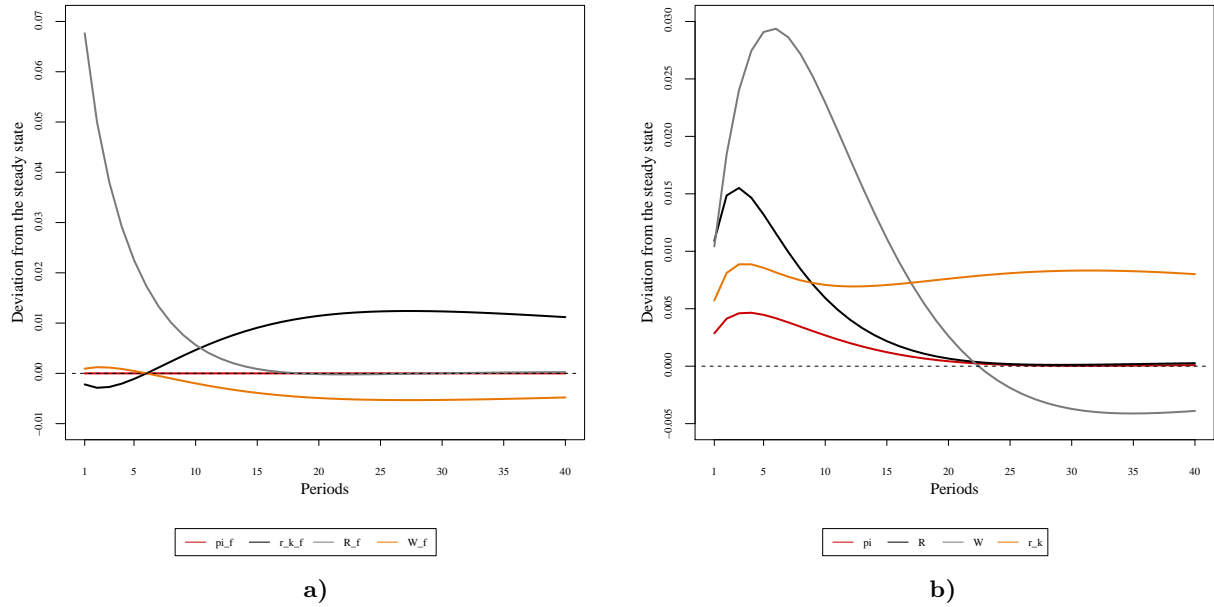 Deviation from the steady state
0.07
0.06
0.05
0.04
0.03
0.02
0.01
0.00
−0.01
1 5 10 15 20 25 30 35 40
Periods
pi_f r_k_f R_f W_f
a)
Deviation from the steady state
0.030
0.025
0.020
0.015
0.010
0.005
0.000
−0.005
1 5 10 15 20 25 30 35 40
Periods
pi R W r_k
b)